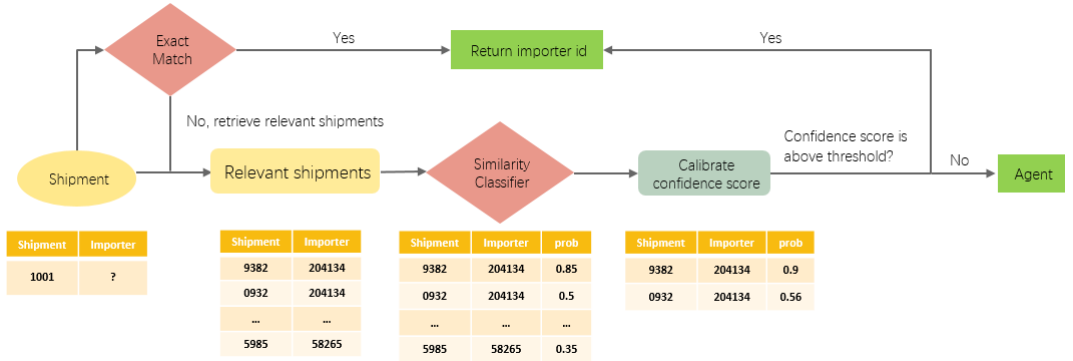 Exact
Match
Yes
Return importer id
Yes
No, retrieve relevant shipments
Shipment
Relevant shipments
Similarity
Classifier
Calibrate
confidence score
Confidence score is
above threshold?
No
Agent
Shipment Importer
1001 ?
Shipment Importer
9382 204134
0932 204134
... ...
5985 58265
Shipment Importer prob
9382 204134 0.85
0932 204134 0.5
... ... ...
5985 58265 0.35
Shipment Importer prob
9382 204134 0.9
0932 204134 0.56